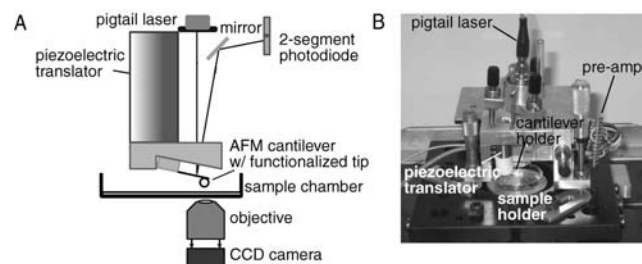 A
pigtail laser
mirror
2-segment
photodiode
piezoelectric
translator
AFM cantilever
w/ functionalized tip
sample chamber
objective
CCD camera
B
pigtail laser
pre-amp
cantilever
holder
piezoelectric
translator
sample
holder